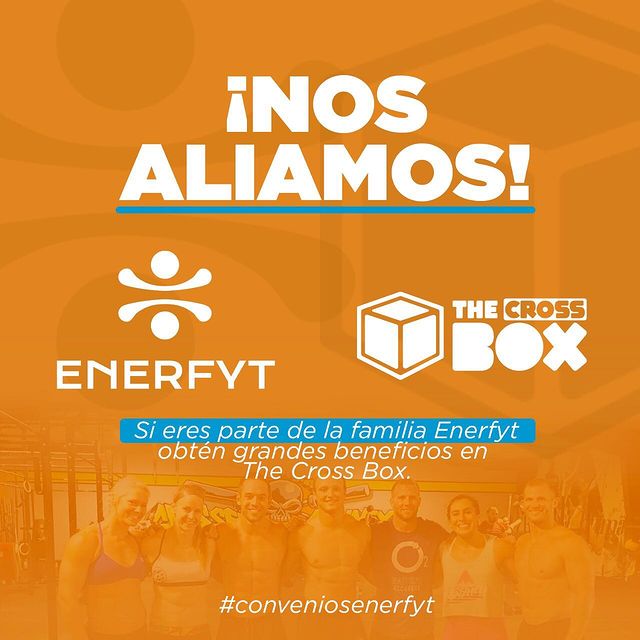 ¡NOS
ALIAMOS!
ENERFYT
THE CROSS
BOX
Si eres parte de la familia Enerfyt
obtén grandes beneficios en
The Cross Box.
#conveniosenerfyt